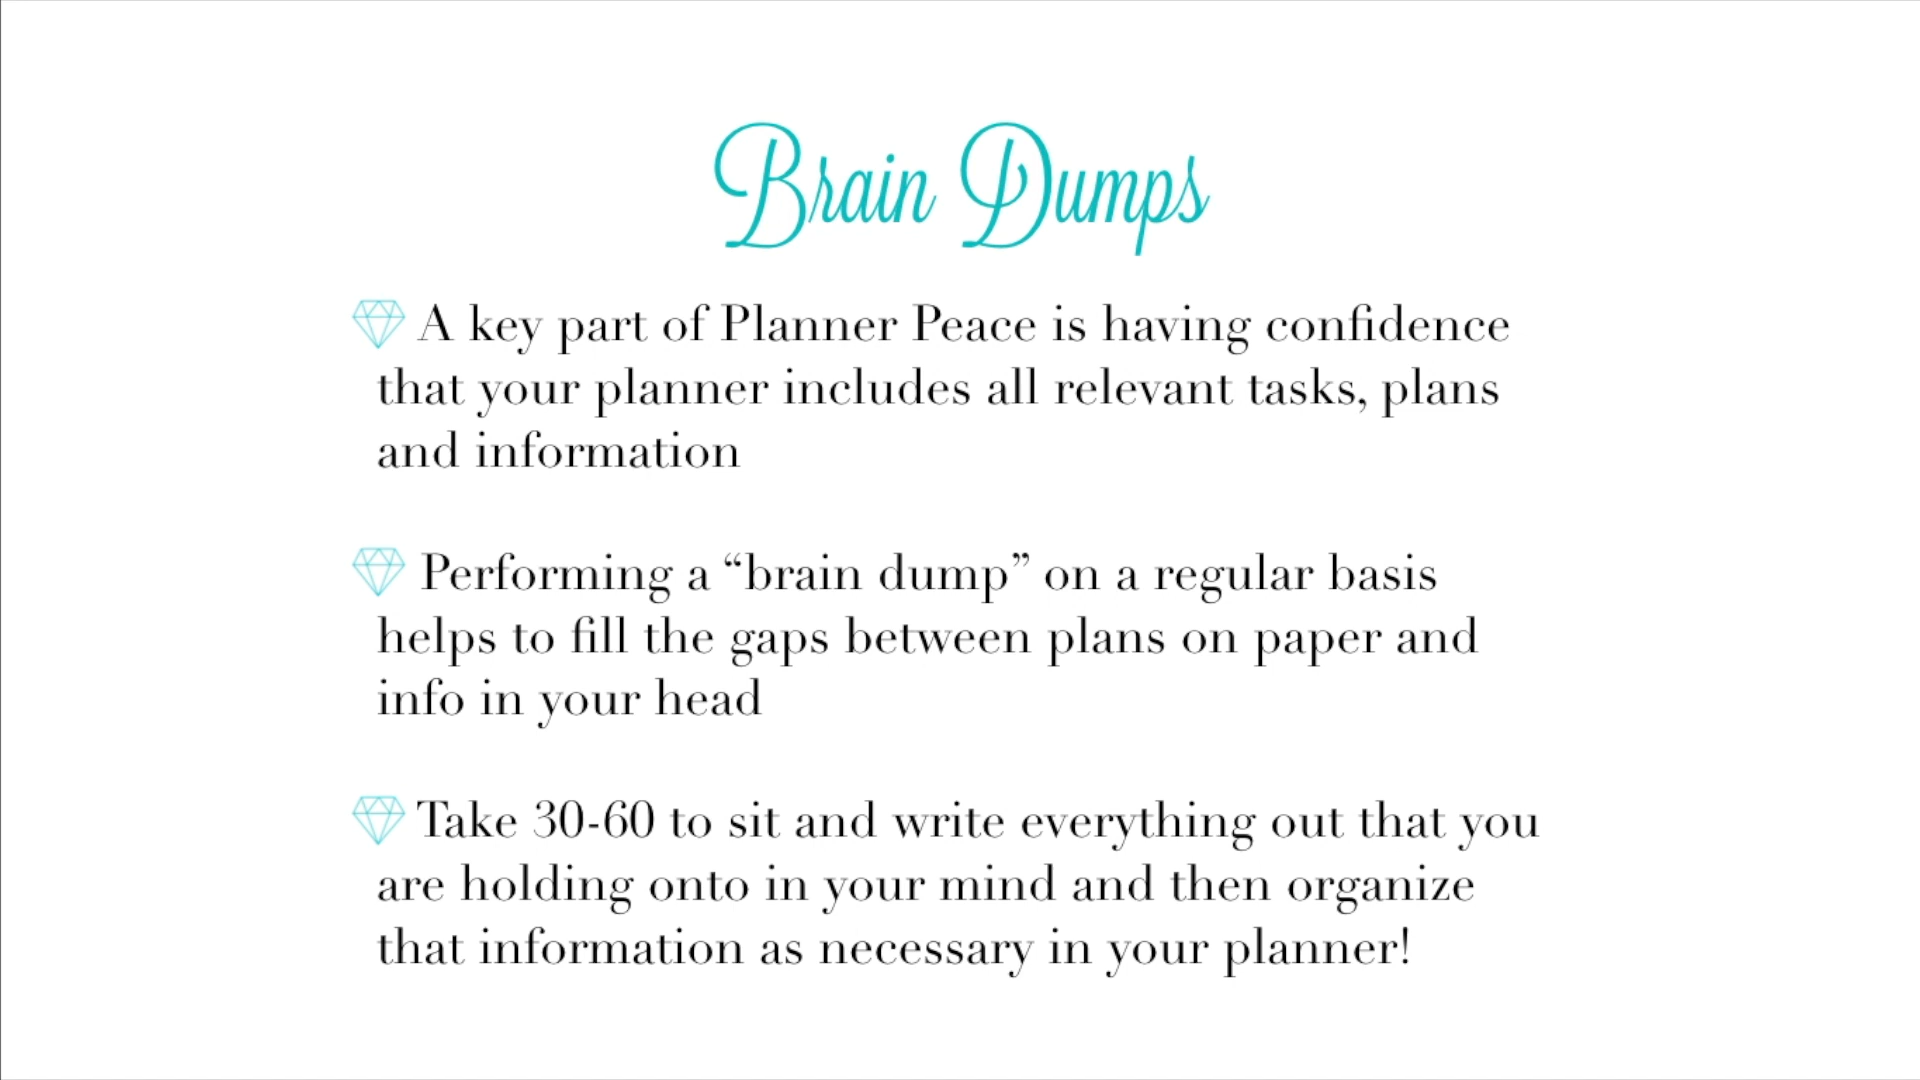 Brain Dumps
A key part of Planner Peace is having confidence
that your planner includes all relevant tasks, plans
and information
Performing a “brain dump” on a regular basis
helps to fill the gaps between plans on paper and
info in your head
Take 30-60 to sit and write everything out that you
are holding onto in your mind and then organize
that information as necessary in your planner!